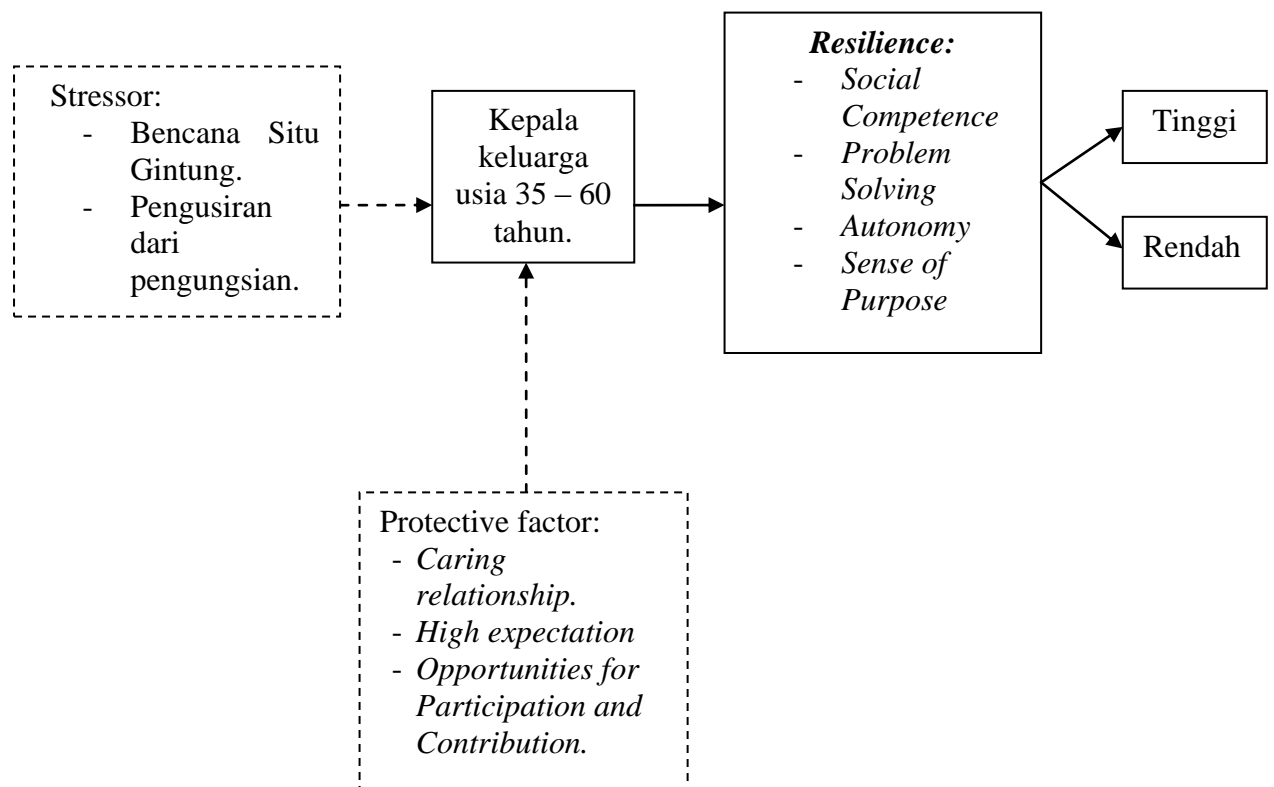 Stressor:
- Bencana Situ
Gintung.
- Pengusiran
dari
pengungsian.
Kepala
keluarga
usia 35 – 60
tahun.
Resilience:
- Social
Competence
- Problem
Solving
- Autonomy
- Sense of
Purpose
Tinggi
Rendah
Protective factor:
- Caring
relationship.
- High expectation
- Opportunities for
Participation and
Contribution.